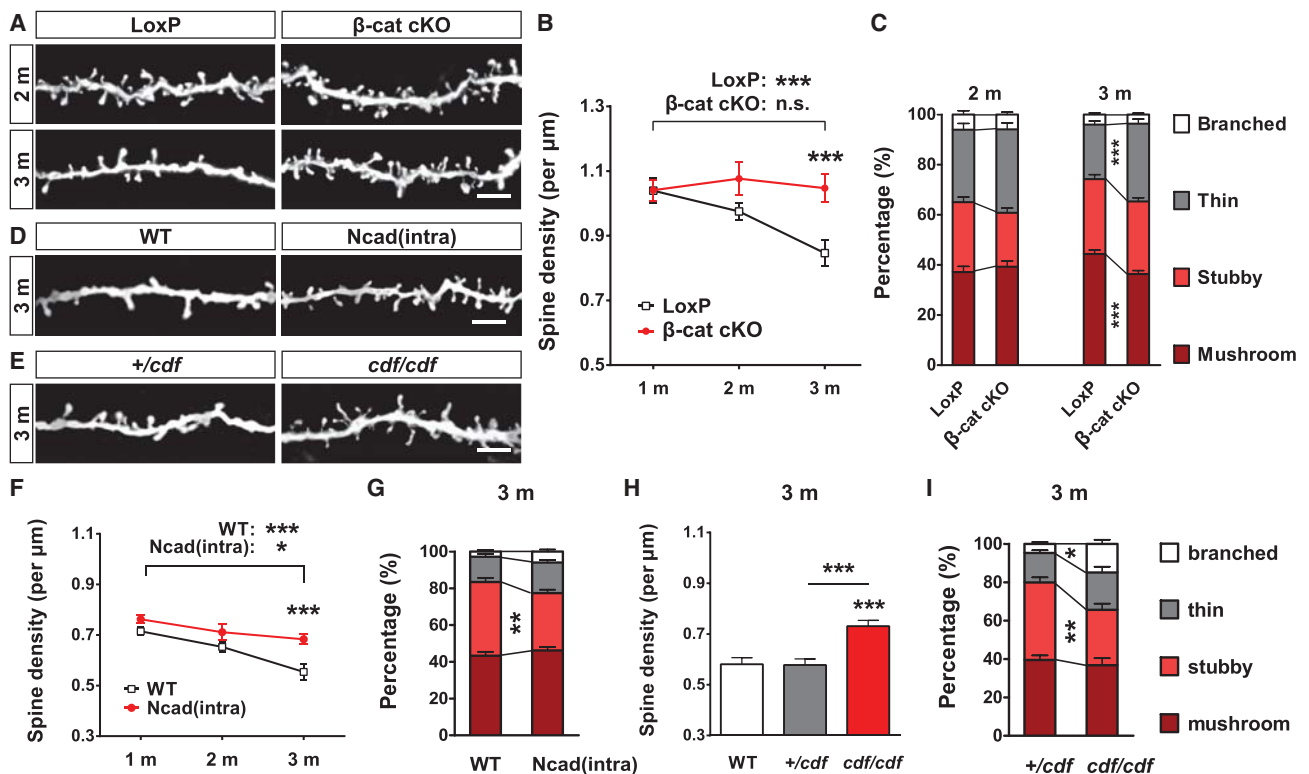 A
LoxP
β-cat cKO
2 m
3 m
D
WT
Ncad(intra)
3 m
E
+/cdf
cdf/cdf
3 m
B
LoxP: ***
β-cat cKO: n.s.
***
Spine density (per μm)
1.3
1.1
0.9
0.7
0.5
LoxP
β-cat cKO
1 m 2 m 3 m
C
2 m 3 m
Percentage (%)
100
80
60
40
20
0
***
***
LoxP
β-cat cKO
LoxP
β-cat cKO
Branched
Thin
Stubby
Mushroom
F
WT: ***
Ncad(intra): *
***
Spine density (per μm)
1.1
0.9
0.7
0.5
0.3
WT
Ncad(intra)
1 m 2 m 3 m
G
3 m
Percentage (%)
100
80
60
40
20
0
**
WT Ncad(intra)
H
3 m
Spine density (per μm)
1.1
0.9
0.7
0.5
0.3
***
***
WT +/cdf cdf/cdf
I
3 m
Percentage (%)
100
80
60
40
20
0
*
**
+/cdf cdf/cdf
branched
thin
stubby
mushroom